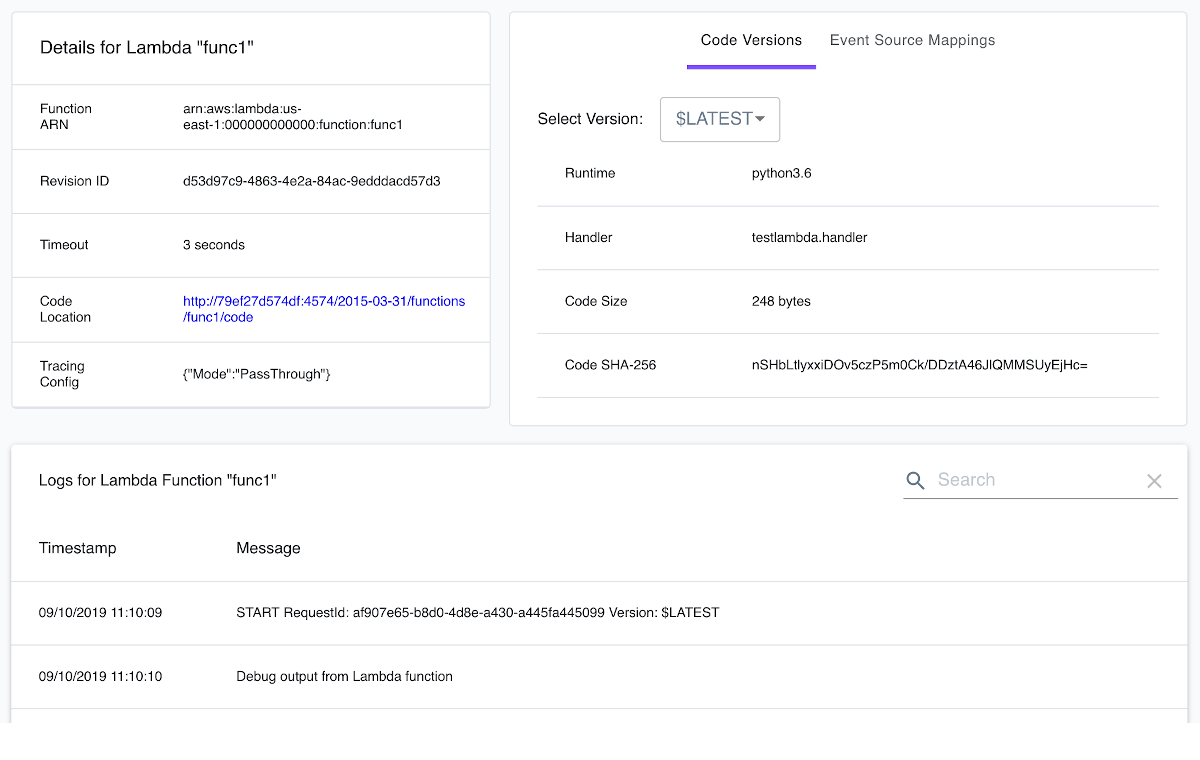 Details for Lambda "func1"
Function
ARN
arn:aws:lambda:us-
east-1:000000000000:function:func1
Revision ID
d53d97c9-4863-4e2a-84ac-9edddacd57d3
Timeout
3 seconds
Code
Location
http://79ef27d574df:4574/2015-03-31/functions
/func1/code
Tracing
Config
{"Mode":"PassThrough"}
Code Versions
Event Source Mappings
Select Version:
$LATEST
Runtime
python3.6
Handler
testlambda.handler
Code Size
248 bytes
Code SHA-256
nSHbLtlyxxiDOv5czP5m0Ck/DDztA46JlQMMSUyEjHc=
Logs for Lambda Function "func1"
Search
Timestamp
Message
09/10/2019 11:10:09
START RequestId: af907e65-b8d0-4d8e-a430-a445fa445099 Version: $LATEST
09/10/2019 11:10:10
Debug output from Lambda function